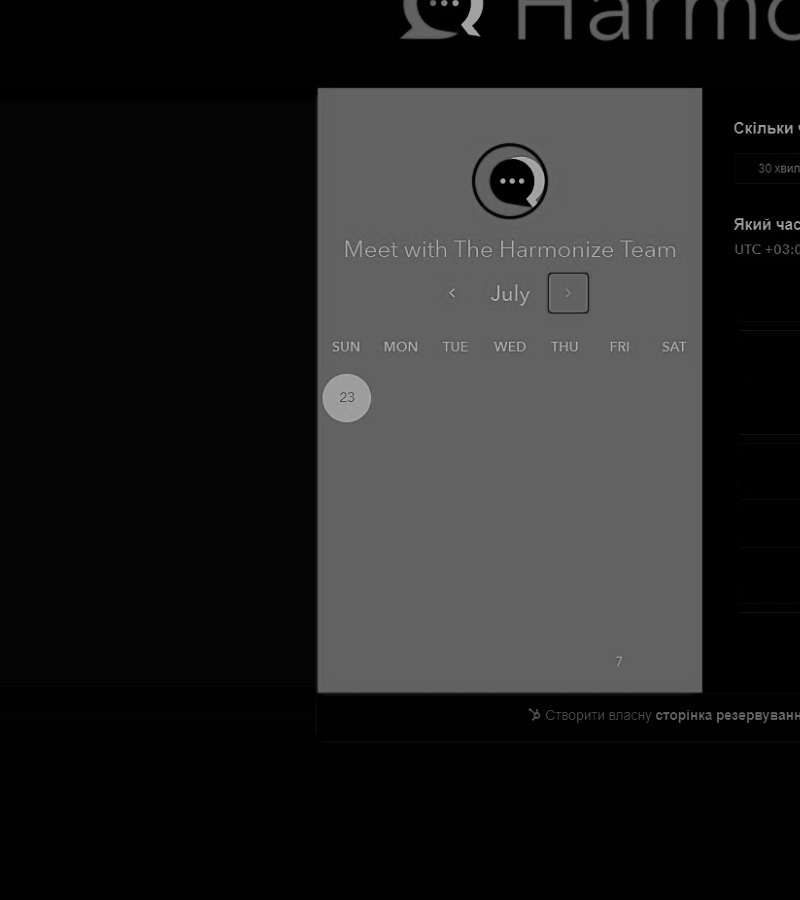 Harmo
Скільки ч
30 хвил
Meet with The Harmonize Team
Який час
UTC +03:0
July
SUN MON TUE WED THU FRI SAT
23
7
Створити власну сторінка резервуванн